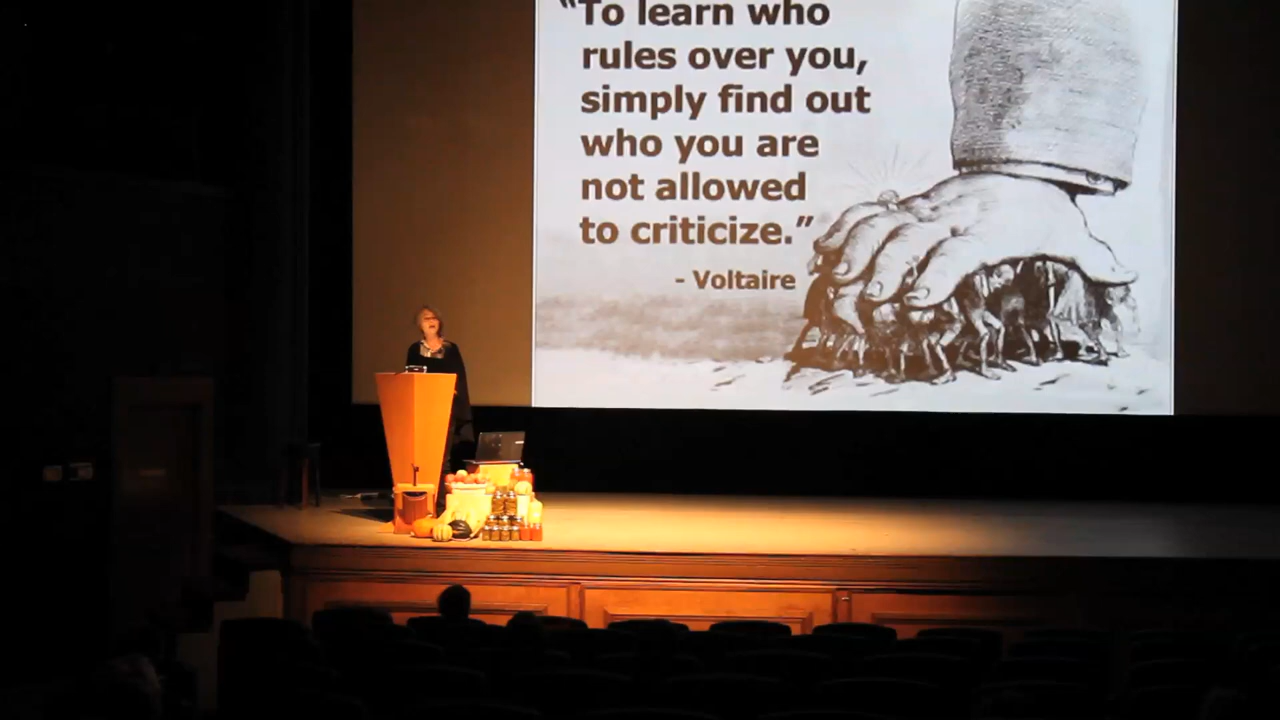 “To learn who
rules over you,
simply find out
who you are
not allowed
to criticize.”
- Voltaire